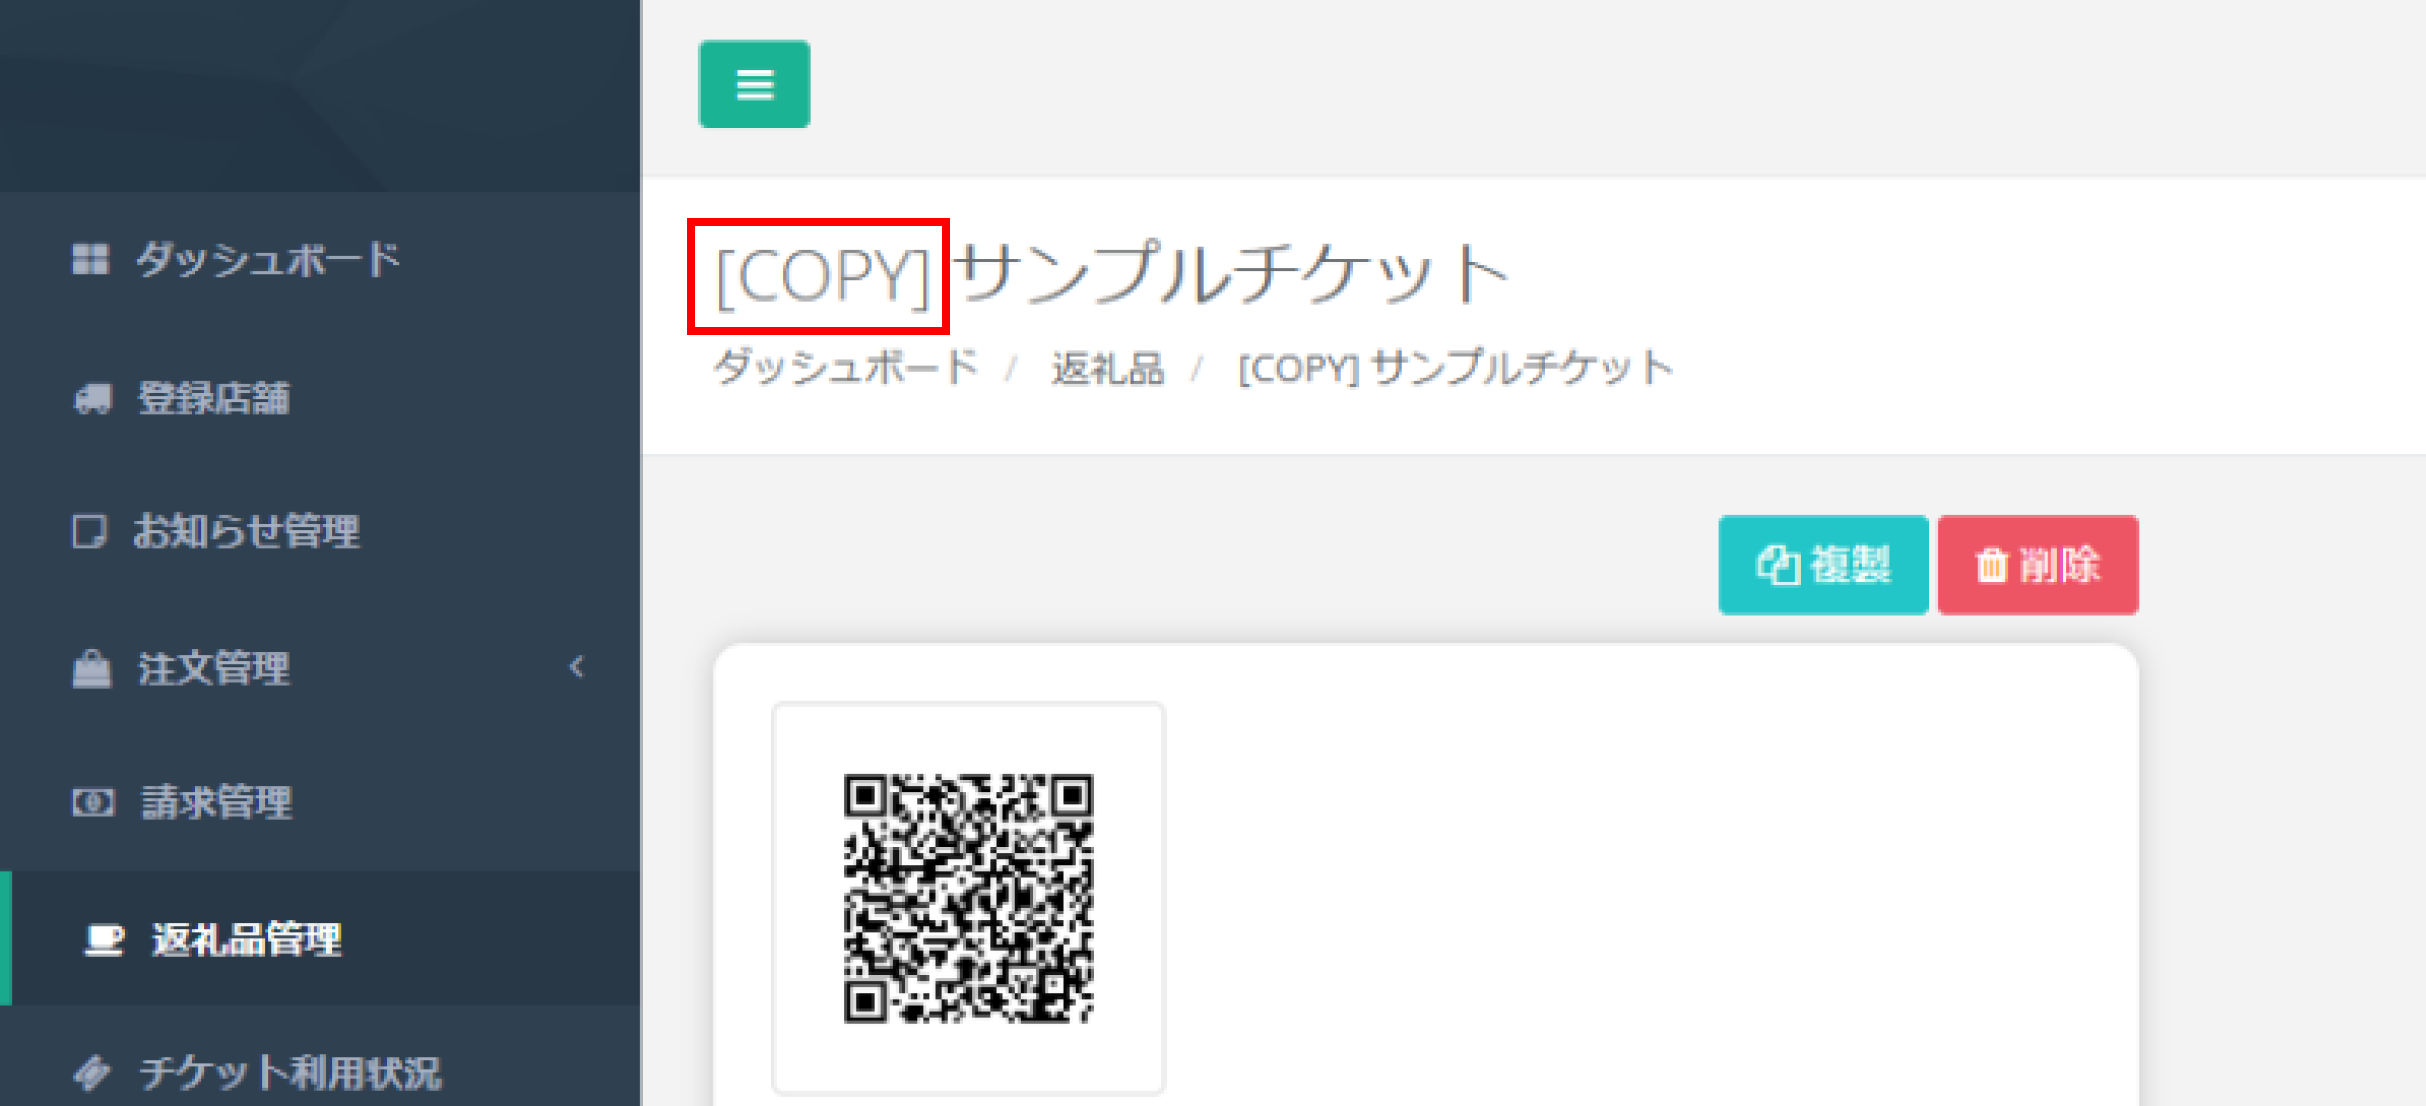 ダッシュボード
登録店舗
お知らせ管理
注文管理
請求管理
返礼品管理
チケット利用状況
[COPY] サンプルチケット
ダッシュボード / 返礼品 / [COPY] サンプルチケット
複製 削除